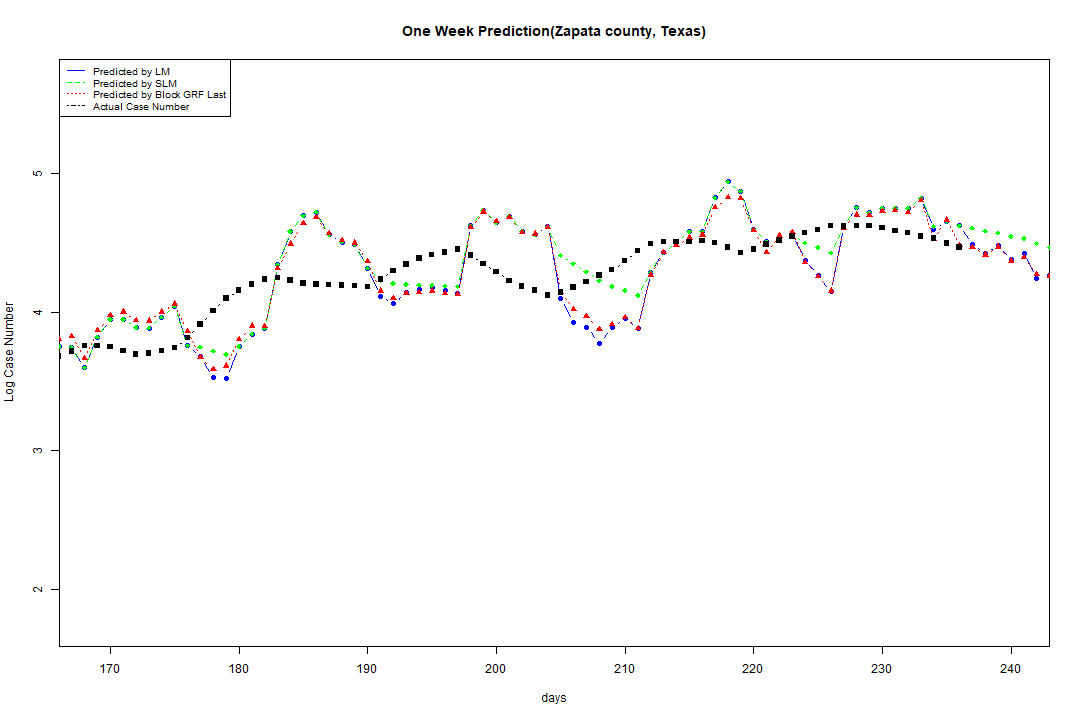 One Week Prediction(Zapata county, Texas)
Predicted by LM
Predicted by SLM
Predicted by Block GRF Last
Actual Case Number
5
4
3
2
Log Case Number
170 180 190 200 210 220 230 240
days